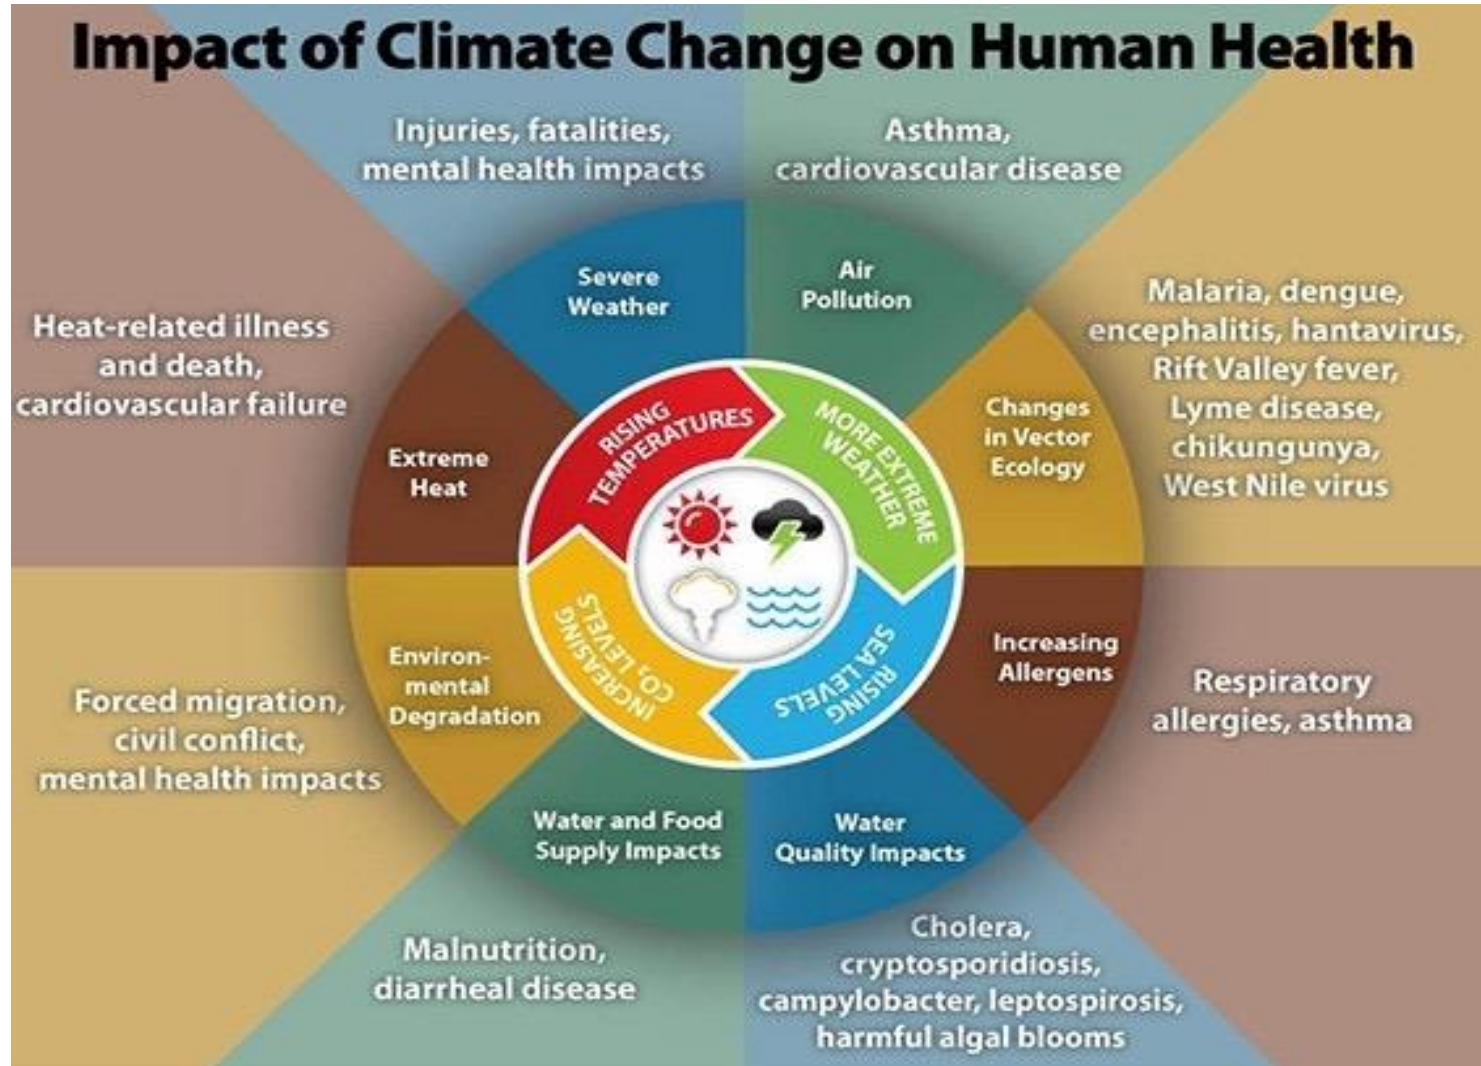 Impact of Climate Change on Human Health
Injuries, fatalities,
mental health impacts
Asthma,
cardiovascular disease
Severe
Weather
Air
Pollution
Malaria, dengue,
encephalitis, hantavirus,
Rift Valley fever,
Lyme disease,
chikungunya,
West Nile virus
Heat-related illness
and death,
cardiovascular failure
Extreme
Heat
Changes
in Vector
Ecology
RISING
TEMPERATURES
MORE EXTREME
WEATHER
RISING
SEA LEVELS
INCREASING
CO₂ LEVELS
Environ-
mental
Degradation
Increasing
Allergens
Forced migration,
civil conflict,
mental health impacts
Respiratory
allergies, asthma
Water and Food
Supply Impacts
Water
Quality Impacts
Malnutrition,
diarrheal disease
Cholera,
cryptosporidiosis,
campylobacter, leptospirosis,
harmful algal blooms